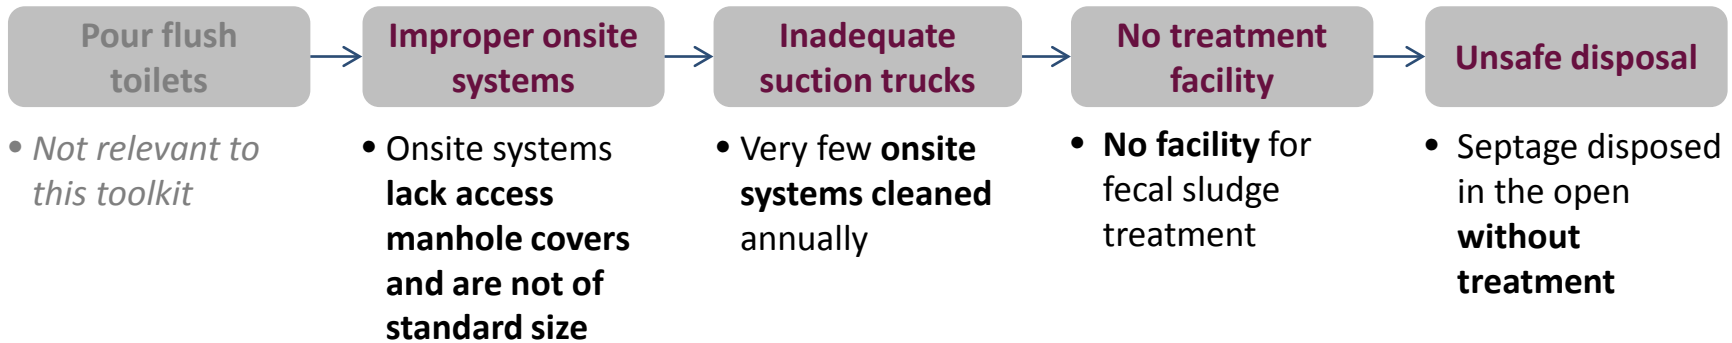 Pour flush
toilets
Improper onsite
systems
Inadequate
suction trucks
No treatment
facility
Unsafe disposal
• Not relevant to
this toolkit
• Onsite systems
lack access
manhole covers
and are not of
standard size
• Very few onsite
systems cleaned
annually
• No facility for
fecal sludge
treatment
• Septage disposed
in the open
without
treatment